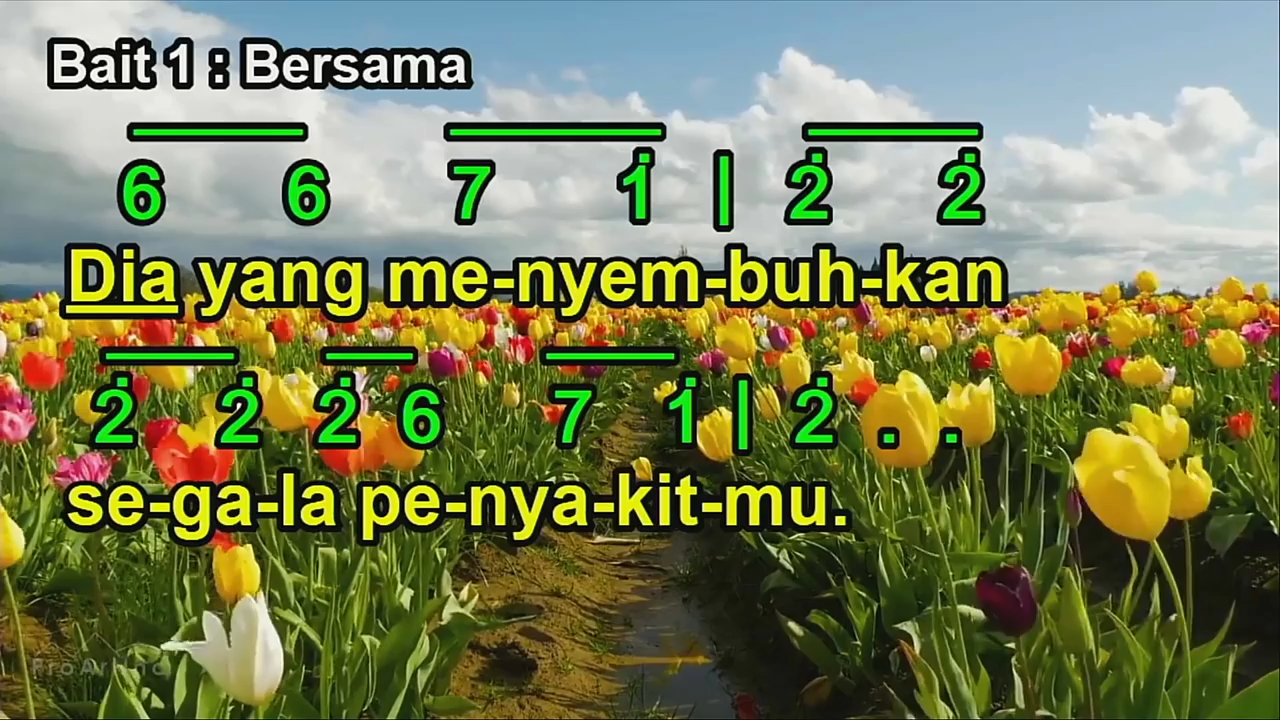 Bait 1 : Bersama
6 6 7 1̇ | 2̇ 2̇
Dia yang me-nyem-buh-kan
2̇ 2̇ 2̇ 6 7 1̇ | 2̇ . .
se-ga-la pe-nya-kit-mu.